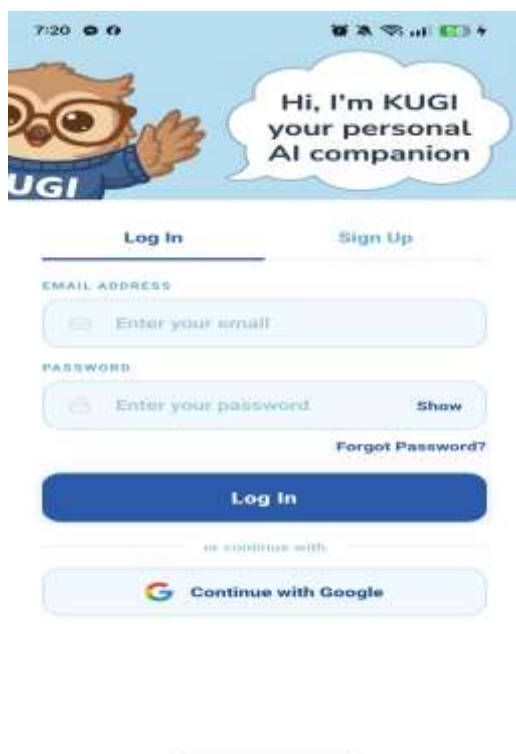 7:20
Hi, I'm KUGI
your personal
AI companion
UGI
Log In Sign Up
EMAIL ADDRESS
Enter your email
PASSWORD
Enter your password Show
Forgot Password?
Log In
or continue with
Continue with Google